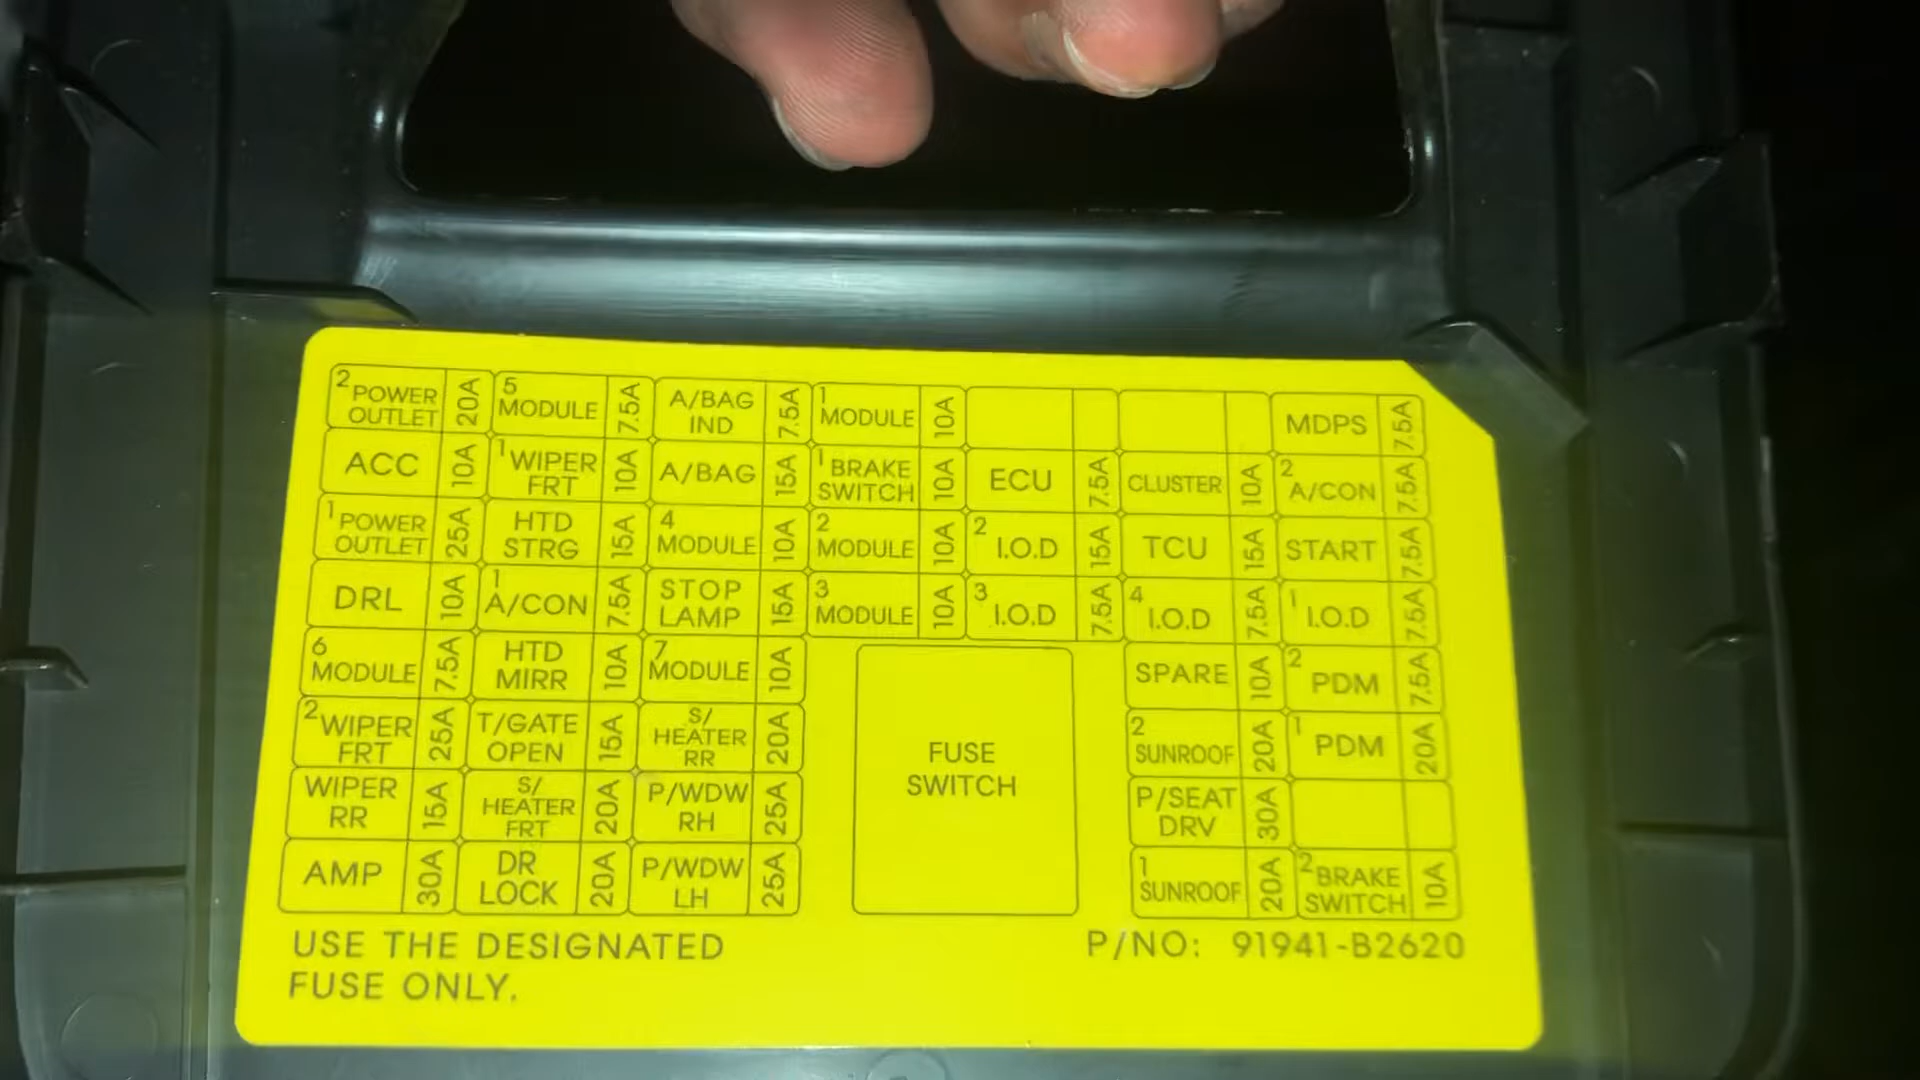 2 POWER OUTLET 20A 5 MODULE 7.5A A/BAG IND 7.5A 1 MODULE 10A MDPS 7.5A
ACC 10A 1 WIPER FRT 10A A/BAG 15A 1 BRAKE SWITCH 10A ECU 7.5A CLUSTER 10A 2 A/CON 7.5A
1 POWER OUTLET 25A HTD STRG 15A 4 MODULE 10A 2 MODULE 10A 2 I.O.D 15A TCU 15A START 7.5A
DRL 10A 1 A/CON 7.5A STOP LAMP 15A 3 MODULE 10A 3 I.O.D 7.5A 4 I.O.D 7.5A 1 I.O.D 7.5A
6 MODULE 7.5A HTD MIRR 10A 7 MODULE 10A SPARE 10A 2 PDM 7.5A
2 WIPER FRT 25A T/GATE OPEN 15A S/ HEATER RR 20A FUSE SWITCH 2 SUNROOF 20A 1 PDM 20A
WIPER RR 15A S/ HEATER FRT 20A P/WDW RH 25A P/SEAT DRV 30A
AMP 30A DR LOCK 20A P/WDW LH 25A 1 SUNROOF 20A 2 BRAKE SWITCH 10A
USE THE DESIGNATED P/NO: 91941-B2620
FUSE ONLY.